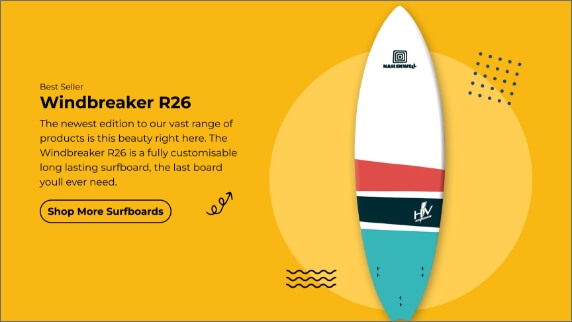 Best Seller
Windbreaker R26
The newest edition to our vast range of
products is this beauty right here. The
Windbreaker R26 is a fully customisable
long lasting surfboard, the last board
youll ever need.
Shop More Surfboards
HV